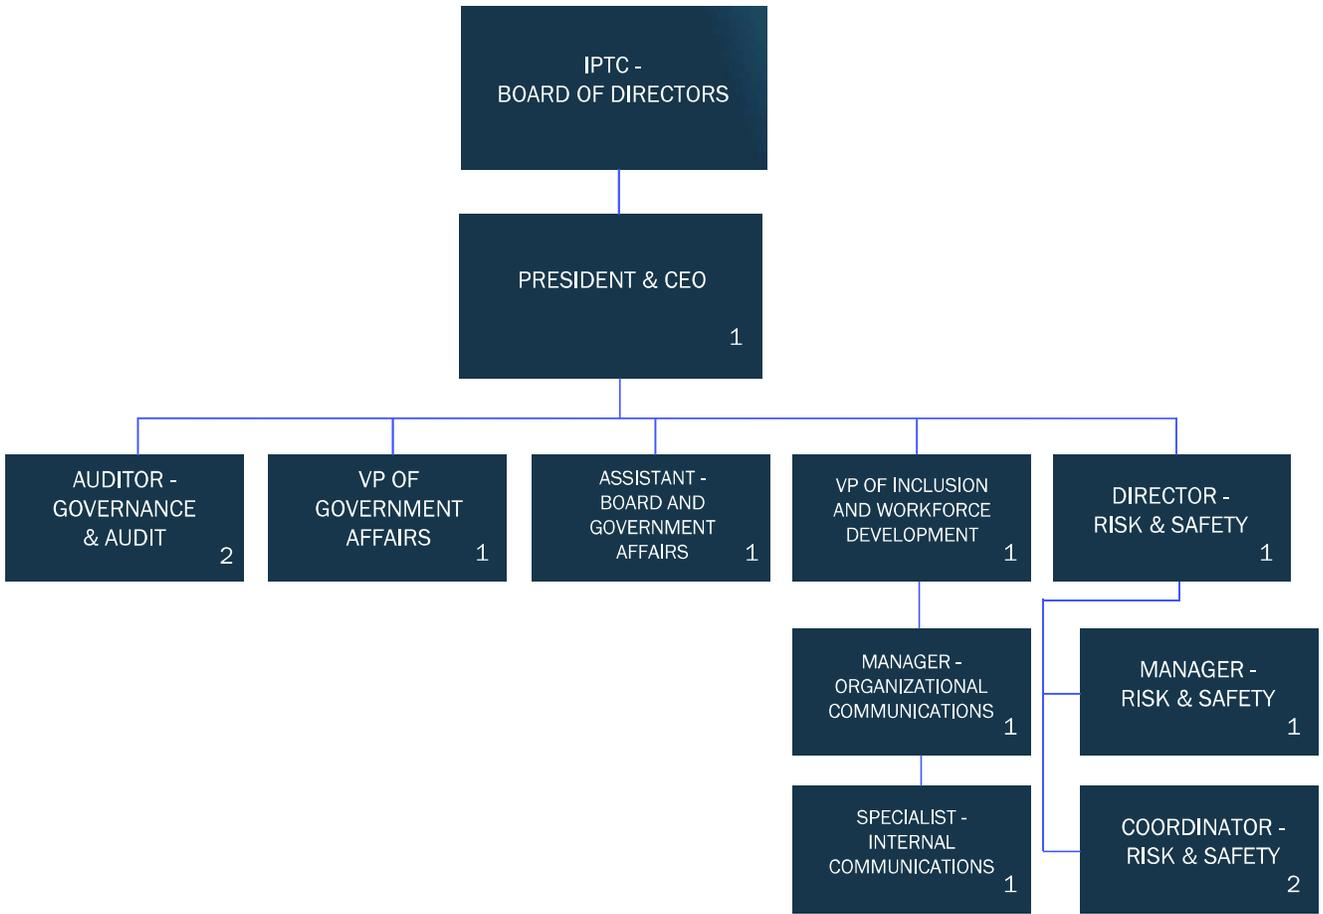 IPTC -
BOARD OF DIRECTORS
PRESIDENT & CEO
1
AUDITOR -
GOVERNANCE
& AUDIT
2
VP OF
GOVERNMENT
AFFAIRS
1
ASSISTANT -
BOARD AND
GOVERNMENT
AFFAIRS
1
VP OF INCLUSION
AND WORKFORCE
DEVELOPMENT
1
DIRECTOR -
RISK & SAFETY
1
MANAGER -
ORGANIZATIONAL
COMMUNICATIONS
1
MANAGER -
RISK & SAFETY
1
SPECIALIST -
INTERNAL
COMMUNICATIONS
1
COORDINATOR -
RISK & SAFETY
2